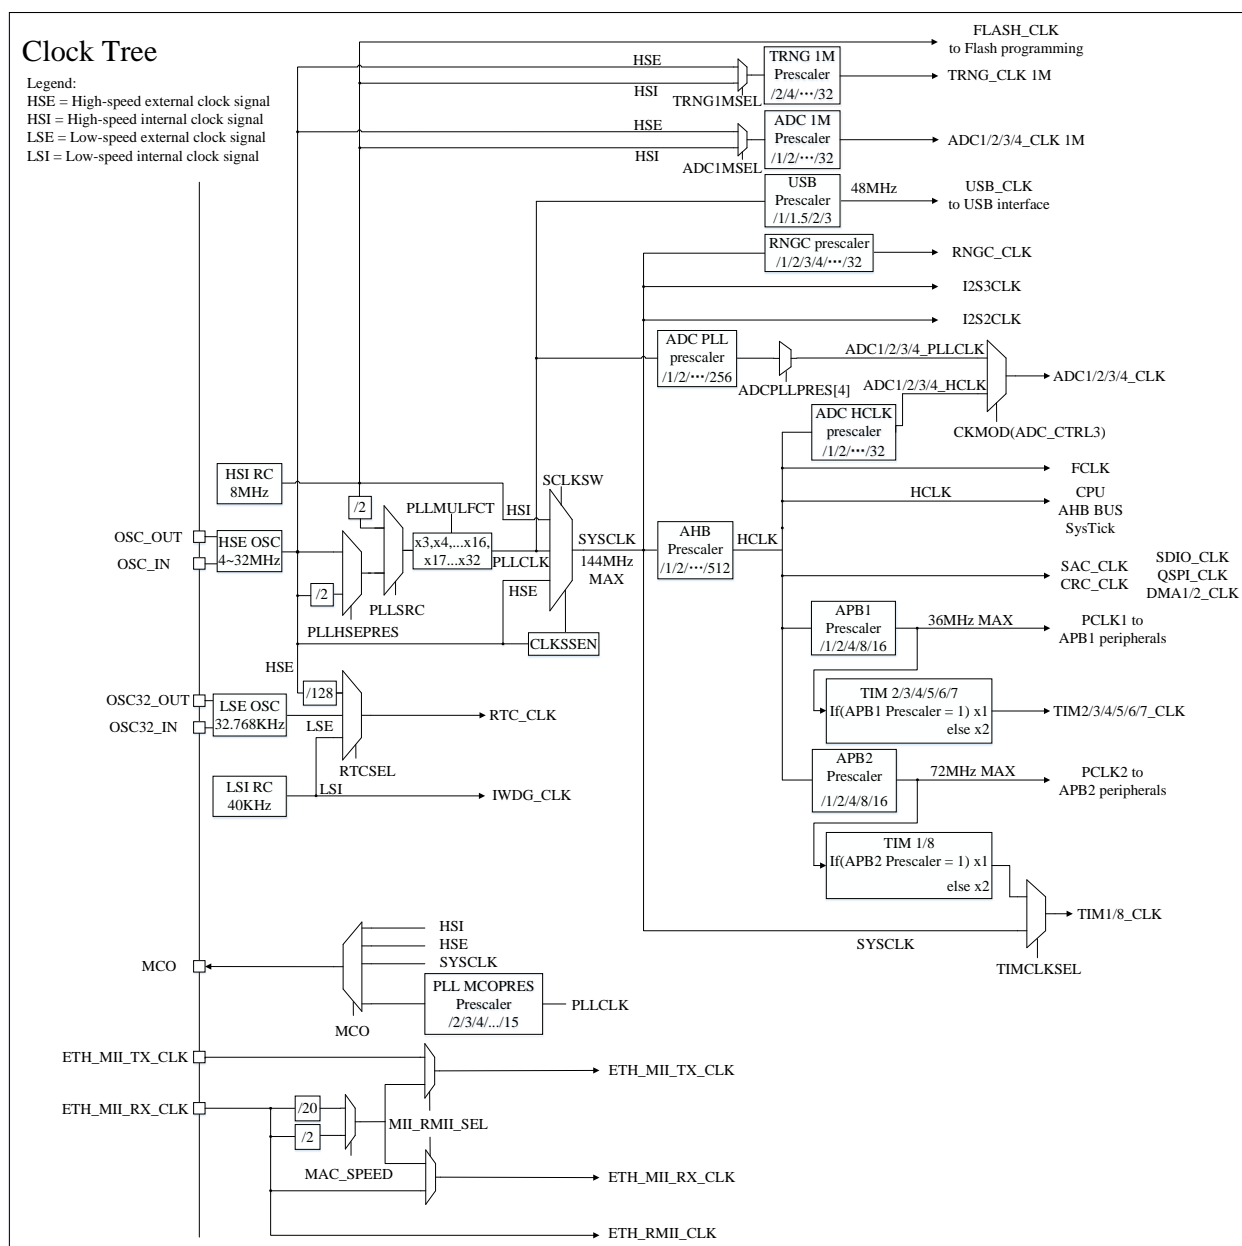 Clock Tree
Legend:
HSE = High-speed external clock signal
HSI = High-speed internal clock signal
LSE = Low-speed external clock signal
LSI = Low-speed internal clock signal
FLASH_CLK
to Flash programming
HSE
HSI
TRNG1MSEL
TRNG 1M
Prescaler
/2/4/···/32
TRNG_CLK 1M
HSE
HSI
ADC1MSEL
ADC 1M
Prescaler
/1/2/···/32
ADC1/2/3/4_CLK 1M
USB
Prescaler
/1/1.5/2/3
48MHz
USB_CLK
to USB interface
RNGC prescaler
/1/2/3/4/···/32
RNGC_CLK
I2S3CLK
I2S2CLK
ADC PLL
prescaler
/1/2/···/256
ADCPLLPRES[4]
ADC1/2/3/4_PLLCLK
ADC1/2/3/4_HCLK
ADC1/2/3/4_CLK
CKMOD(ADC_CTRL3)
ADC HCLK
prescaler
/1/2/···/32
HSI RC
8MHz
/2
PLLMULFCT
SCLKSW
HSI
FCLK
HCLK
CPU
AHB BUS
SysTick
OSC_OUT
OSC_IN
HSE OSC
4~32MHz
/2
PLLHSEPRES
PLLSRC
x3,x4,...x16,
x17...x32
PLLCLK
HSE
CLKSSEN
SYSCLK
144MHz
MAX
AHB
Prescaler
/1/2/···/512
HCLK
SAC_CLK
CRC_CLK
SDIO_CLK
QSPI_CLK
DMA1/2_CLK
APB1
Prescaler
/1/2/4/8/16
36MHz MAX
PCLK1 to
APB1 peripherals
HSE
/128
OSC32_OUT
OSC32_IN
LSE OSC
32.768KHz
LSE
RTC_CLK
RTCSEL
TIM 2/3/4/5/6/7
If(APB1 Prescaler = 1) x1
else x2
TIM2/3/4/5/6/7_CLK
LSI RC
40KHz
LSI
IWDG_CLK
APB2
Prescaler
/1/2/4/8/16
72MHz MAX
PCLK2 to
APB2 peripherals
TIM 1/8
If(APB2 Prescaler = 1) x1
else x2
TIM1/8_CLK
SYSCLK
TIMCLKSEL
MCO
HSI
HSE
SYSCLK
PLL MCOPRES
Prescaler
/2/3/4/.../15
PLLCLK
MCO
ETH_MII_TX_CLK
ETH_MII_TX_CLK
ETH_MII_RX_CLK
/20
/2
MAC_SPEED
MII_RMII_SEL
ETH_MII_RX_CLK
ETH_RMII_CLK